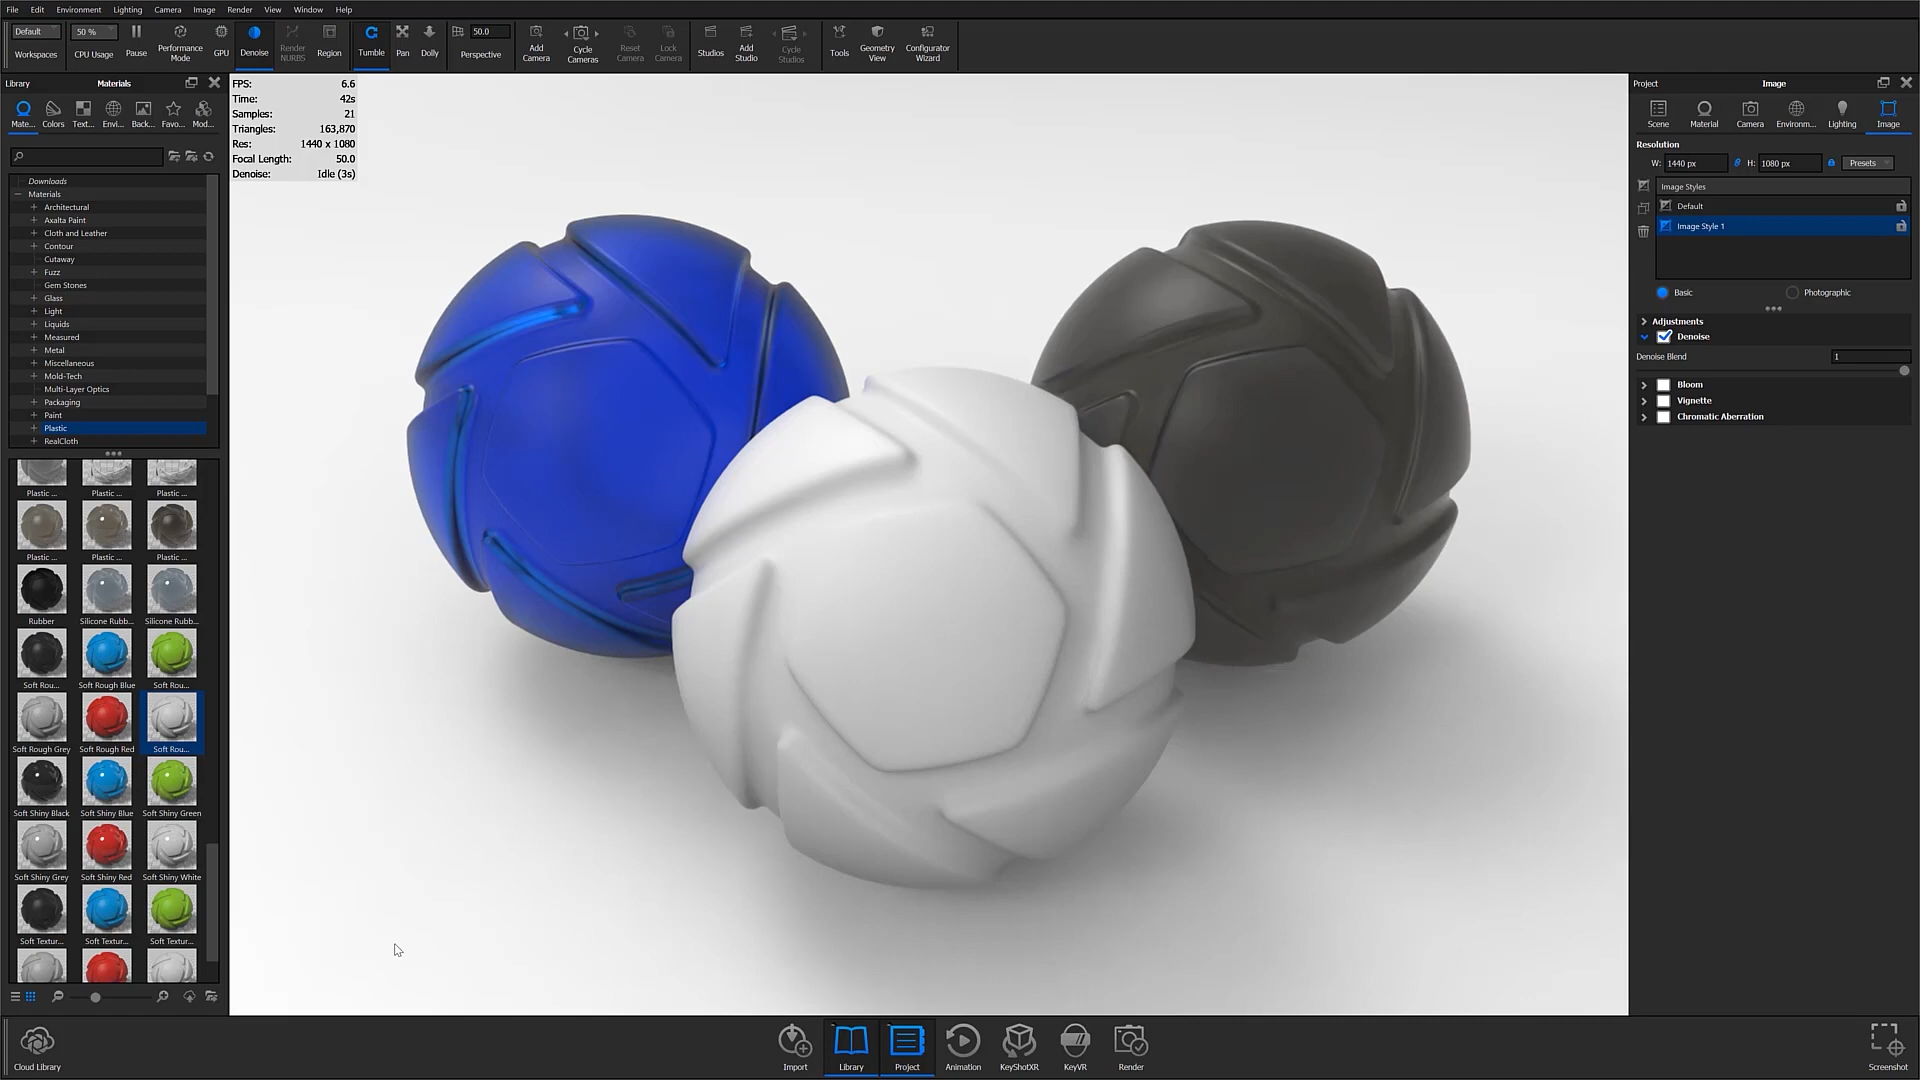 File Edit Environment Lighting Camera Image Render View Window Help
Default 50 % 50.0
Workspaces CPU Usage Pause Performance Mode GPU Denoise Render NURBS Region Tumble Pan Dolly Perspective Add Camera Cycle Cameras Reset Camera Lock Camera Studios Add Studio Cycle Studios Tools Geometry View Configurator Wizard
Library Materials
Mate... Colors Text... Envi... Back... Favo... Mod...
Downloads
Materials
Architectural
Axalta Paint
Cloth and Leather
Contour
Cutaway
Fuzz
Gem Stones
Glass
Light
Liquids
Measured
Metal
Miscellaneous
Mold-Tech
Multi-Layer Optics
Packaging
Paint
Plastic
RealCloth
Plastic ... Plastic ... Plastic ...
Plastic ... Plastic ... Plastic ...
Rubber Silicone Rubb... Silicone Rubb...
Soft Rou... Soft Rough Blue Soft Rou...
Soft Rough Grey Soft Rough Red Soft Rou...
Soft Shiny Black Soft Shiny Blue Soft Shiny Green
Soft Shiny Grey Soft Shiny Red Soft Shiny White
Soft Textur... Soft Textur... Soft Textur...
FPS: 6.6
Time: 42s
Samples: 21
Triangles: 163,870
Res: 1440 x 1080
Focal Length: 50.0
Denoise: Idle (3s)
Project Image
Scene Material Camera Environm... Lighting Image
Resolution
W: 1440 px H: 1080 px Presets
Image Styles
Default
Image Style 1
Basic Photographic
Adjustments
Denoise
Denoise Blend 1
Bloom
Vignette
Chromatic Aberration
Cloud Library Import Library Project Animation KeyShotXR KeyVR Render Screenshot